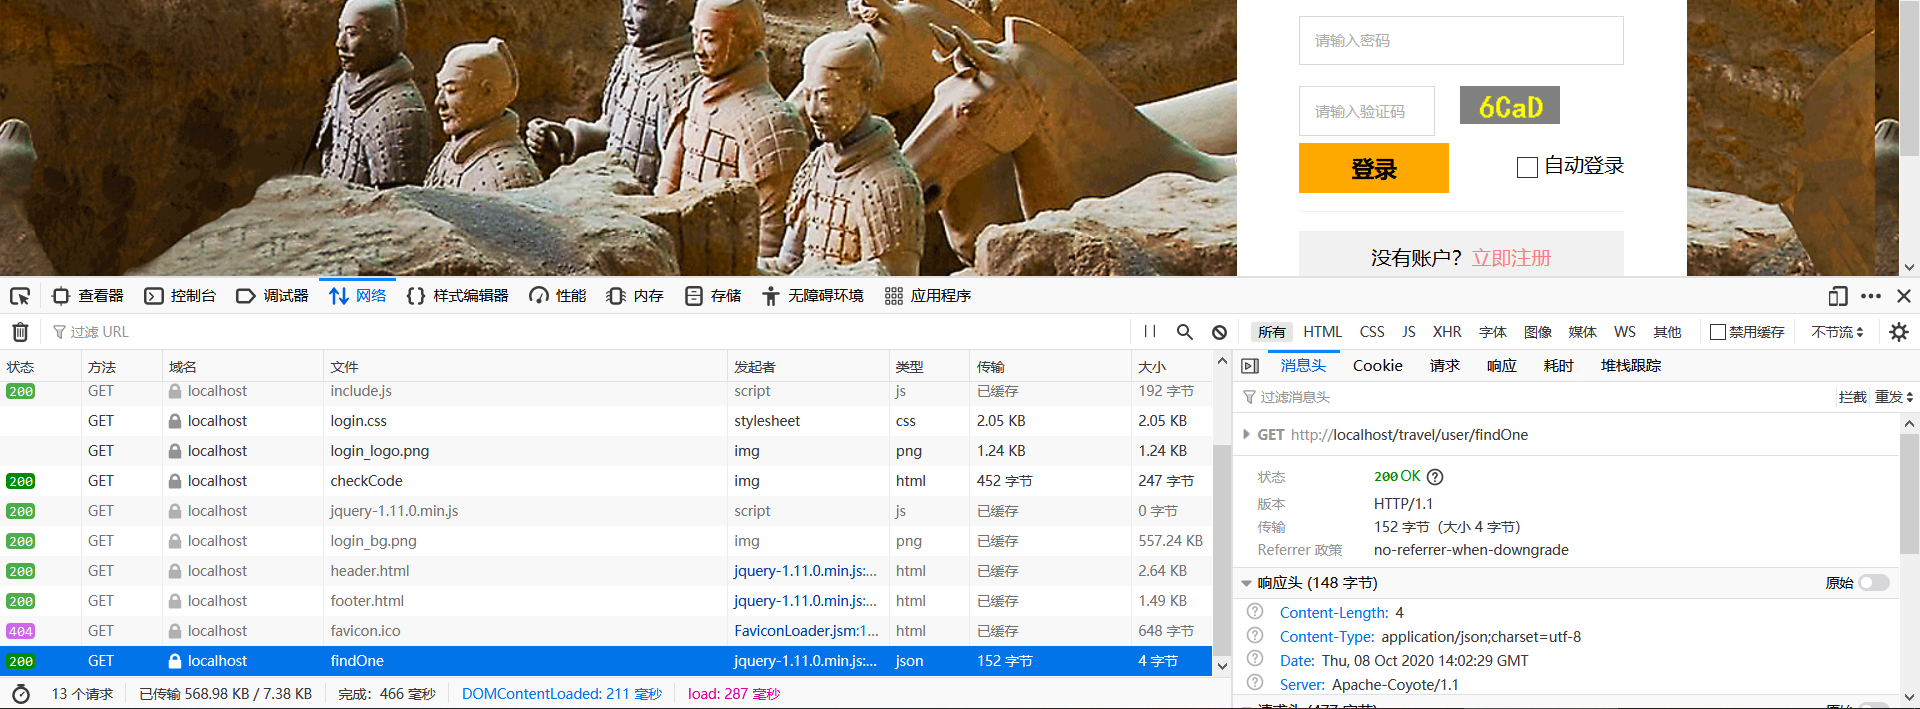 请输入密码
请输入验证码
6CaD
登录
自动登录
没有账户？立即注册
查看器 控制台 调试器 网络 样式编辑器 性能 内存 存储 无障碍环境 应用程序
过滤 URL
所有 HTML CSS JS XHR 字体 图像 媒体 WS 其他 禁用缓存 不节流
状态 方法 域名 文件 发起者 类型 传输 大小
200 GET localhost include.js script js 已缓存 192 字节
GET localhost login.css stylesheet css 2.05 KB 2.05 KB
GET localhost login_logo.png img png 1.24 KB 1.24 KB
200 GET localhost checkCode img html 452 字节 247 字节
200 GET localhost jquery-1.11.0.min.js script js 已缓存 0 字节
200 GET localhost login_bg.png img png 已缓存 557.24 KB
200 GET localhost header.html jquery-1.11.0.min.js:... html 已缓存 2.64 KB
200 GET localhost footer.html jquery-1.11.0.min.js:... html 已缓存 1.49 KB
404 GET localhost favicon.ico FaviconLoader.jsm:1... html 已缓存 648 字节
200 GET localhost findOne jquery-1.11.0.min.js:... json 152 字节 4 字节
13 个请求 已传输 568.98 KB / 7.38 KB 完成：466 毫秒 DOMContentLoaded: 211 毫秒 load: 287 毫秒
消息头 Cookie 请求 响应 耗时 堆栈跟踪
过滤消息头 拦截 重发
GET http://localhost/travel/user/findOne
状态 200 OK
版本 HTTP/1.1
传输 152 字节（大小 4 字节）
Referrer 政策 no-referrer-when-downgrade
响应头 (148 字节) 原始
Content-Length: 4
Content-Type: application/json;charset=utf-8
Date: Thu, 08 Oct 2020 14:02:29 GMT
Server: Apache-Coyote/1.1
请求头 (477 字节) 原始